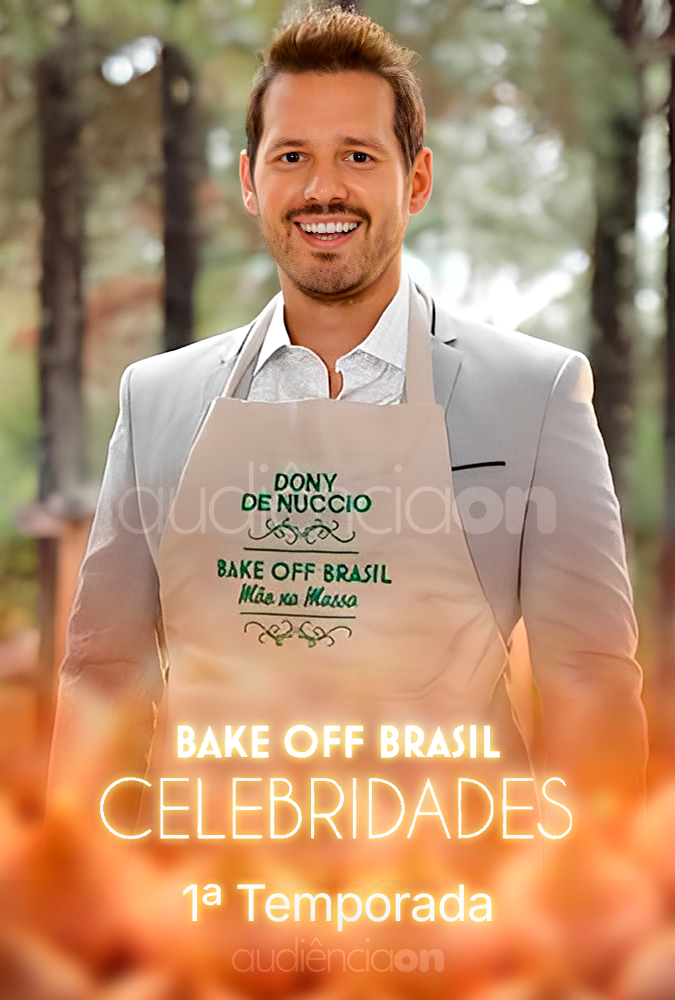 audiênciaon
DONY
DE NUCCIO
BAKE OFF BRASIL
Mão na Massa
BAKE OFF BRASIL
CELEBRIDADES
1ª Temporada
audiênciaon